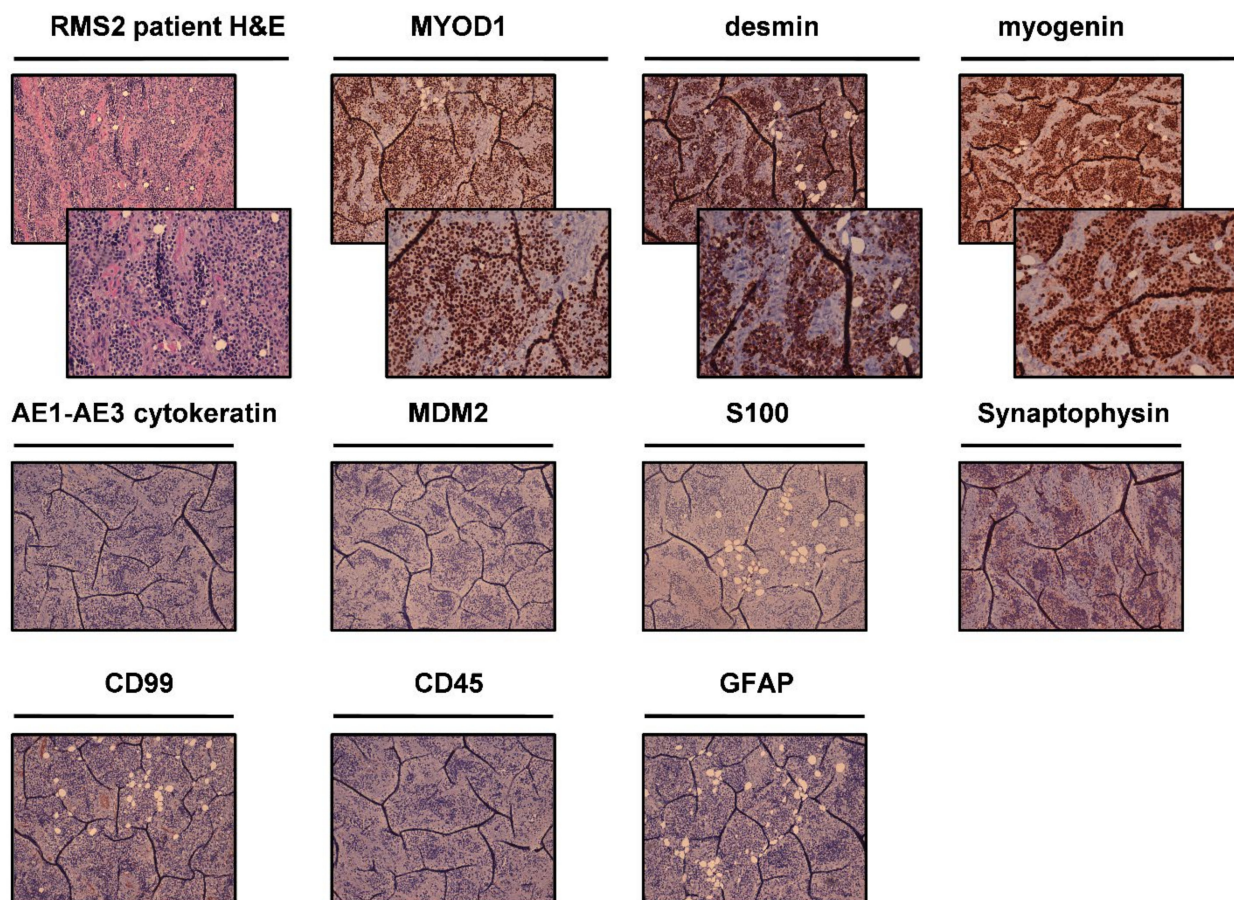 RMS2 patient H&E MYOD1 desmin myogenin
AE1-AE3 cytokeratin MDM2 S100 Synaptophysin
CD99 CD45 GFAP